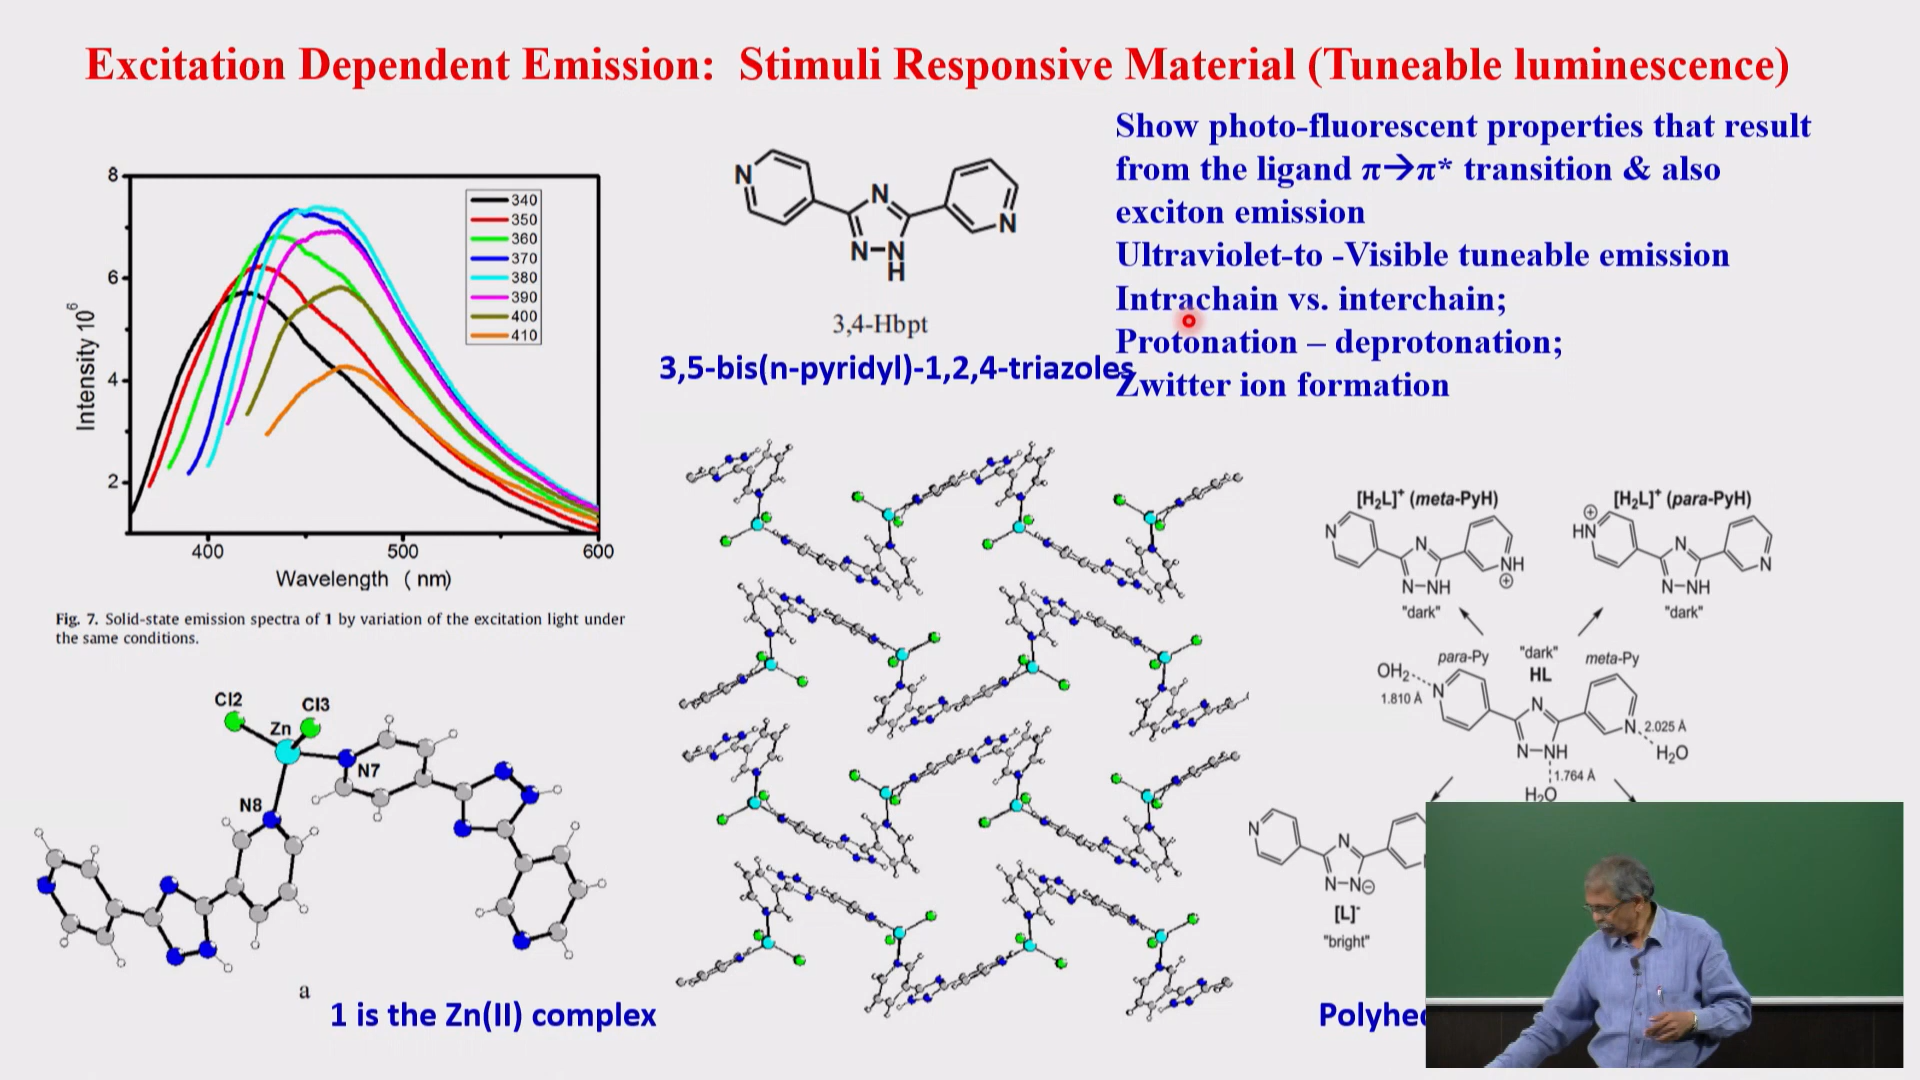 Excitation Dependent Emission: Stimuli Responsive Material (Tuneable luminescence)
Show photo-fluorescent properties that result
from the ligand π→π* transition & also
exciton emission
Ultraviolet-to -Visible tuneable emission
Intrachain vs. interchain;
Protonation – deprotonation;
Zwitter ion formation
8
6
4
2
Intensity 10⁶
400
500
600
Wavelength ( nm)
340
350
360
370
380
390
400
410
Fig. 7. Solid-state emission spectra of 1 by variation of the excitation light under
the same conditions.
N
N
N
N
N
H
3,4-Hbpt
3,5-bis(n-pyridyl)-1,2,4-triazoles
Cl2
Cl3
Zn
N7
N8
a
1 is the Zn(II) complex
[H₂L]⁺ (meta-PyH)
N
N
NH
⊕
N–NH
"dark"
[H₂L]⁺ (para-PyH)
⊕
HN
N
N
N–NH
"dark"
para-Py
"dark"
meta-Py
HL
OH₂
1.810 Å
N
N
N
2.025 Å
H₂O
N–NH
1.764 Å
H₂O
N
N
N–N⊖
[L]⁻
"bright"